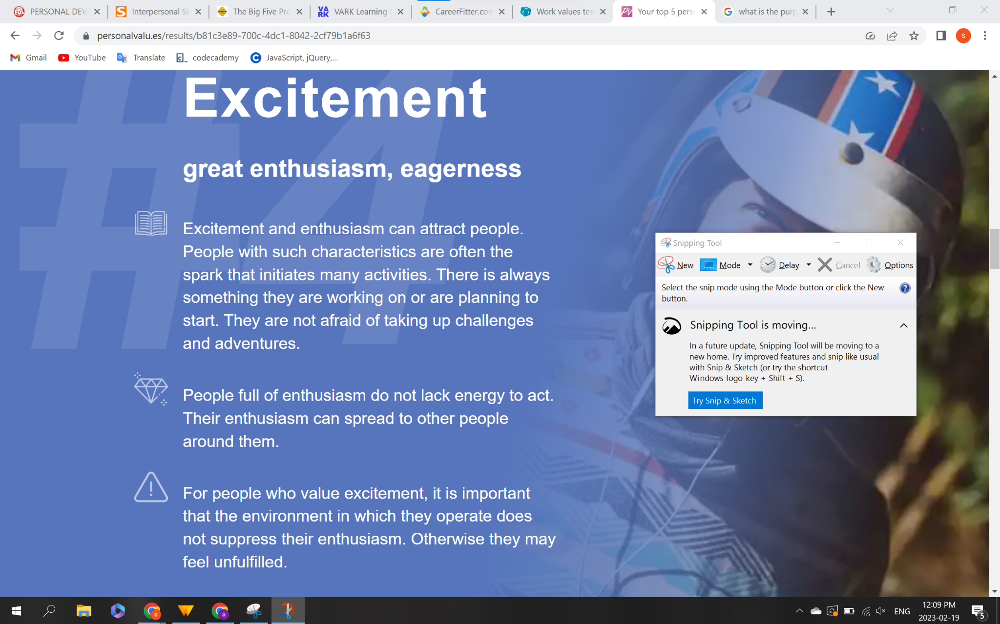 PERSONAL DEV
Interpersonal Sk
The Big Five Pro
VARK Learning S
CareerFitter.com
Work values tes
Your top 5 pers
what is the purp
personalvalu.es/results/b81c3e89-700c-4dc1-8042-2cf79b1a6f63
S
Gmail
YouTube
Translate
codecademy
JavaScript, jQuery,...
#4
Excitement
great enthusiasm, eagerness
Excitement and enthusiasm can attract people.
People with such characteristics are often the
spark that initiates many activities. There is always
something they are working on or are planning to
start. They are not afraid of taking up challenges
and adventures.
People full of enthusiasm do not lack energy to act.
Their enthusiasm can spread to other people
around them.
For people who value excitement, it is important
that the environment in which they operate does
not suppress their enthusiasm. Otherwise they may
feel unfulfilled.
Snipping Tool
New Mode Delay Cancel Options
Select the snip mode using the Mode button or click the New
button.
Snipping Tool is moving...
In a future update, Snipping Tool will be moving to a
new home. Try improved features and snip like usual
with Snip & Sketch (or try the shortcut
Windows logo key + Shift + S).
Try Snip & Sketch
ENG
12:09 PM
2023-02-19
5